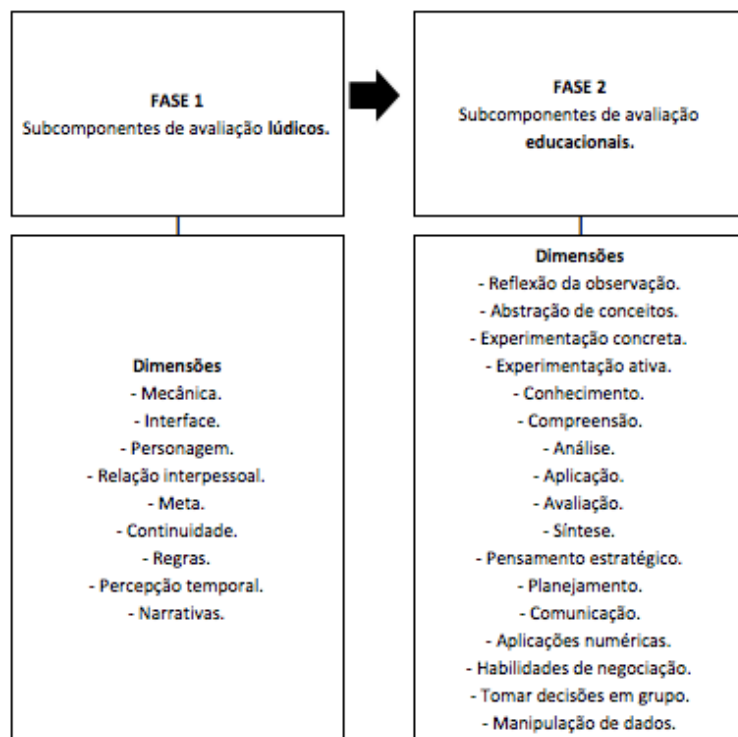 FASE 1
Subcomponentes de avaliação lúdicos.
FASE 2
Subcomponentes de avaliação
educacionais.
Dimensões
- Mecânica.
- Interface.
- Personagem.
- Relação interpessoal.
- Meta.
- Continuidade.
- Regras.
- Percepção temporal.
- Narrativas.
Dimensões
- Reflexão da observação.
- Abstração de conceitos.
- Experimentação concreta.
- Experimentação ativa.
- Conhecimento.
- Compreensão.
- Análise.
- Aplicação.
- Avaliação.
- Síntese.
- Pensamento estratégico.
- Planejamento.
- Comunicação.
- Aplicações numéricas.
- Habilidades de negociação.
- Tomar decisões em grupo.
- Manipulação de dados.